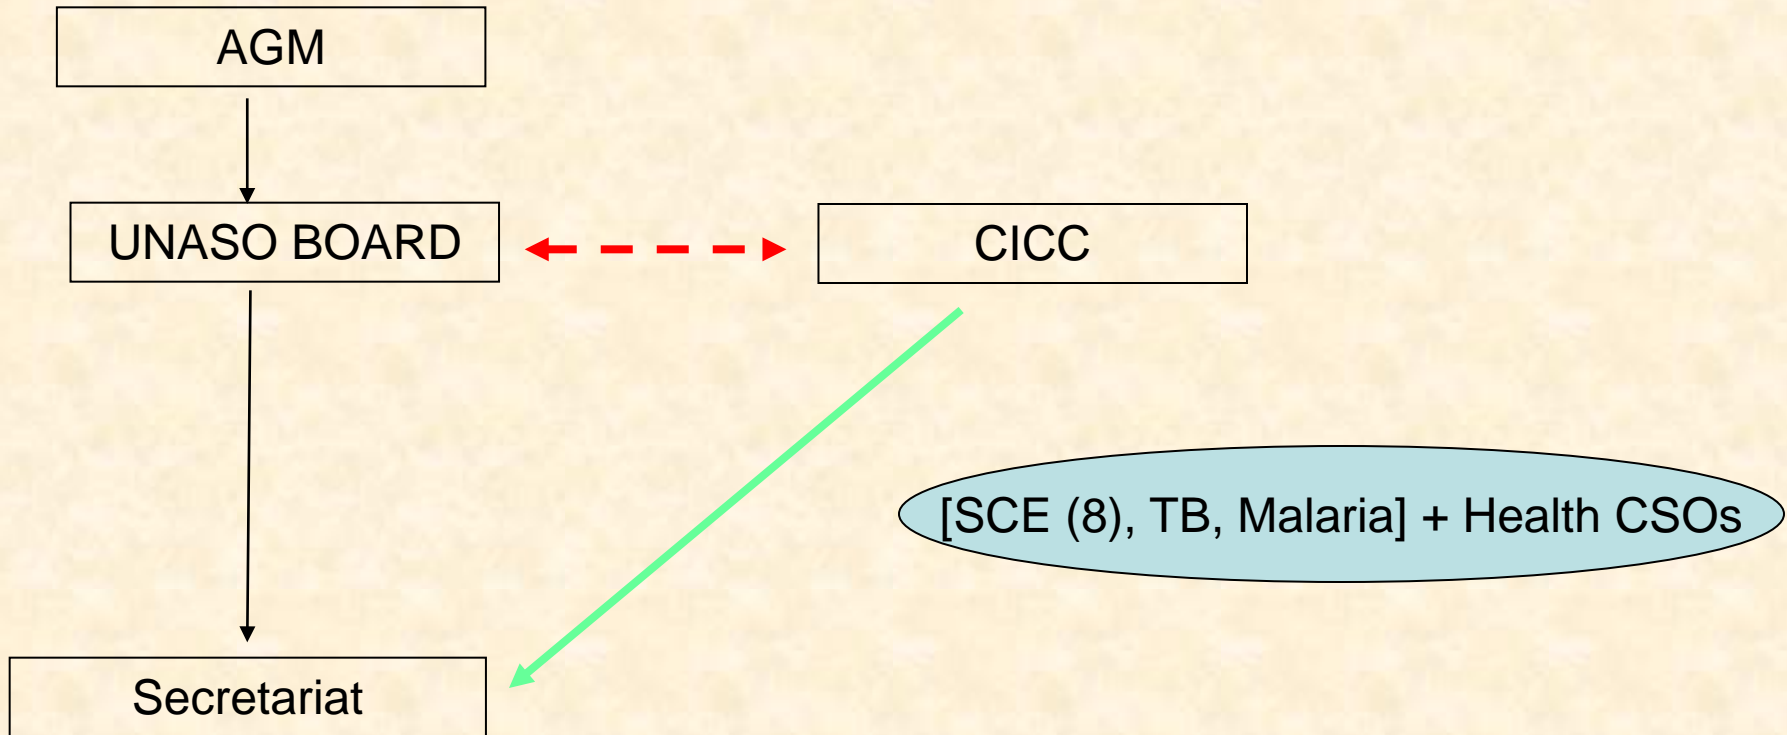 AGM
UNASO BOARD
CICC
[SCE (8), TB, Malaria] + Health CSOs
Secretariat